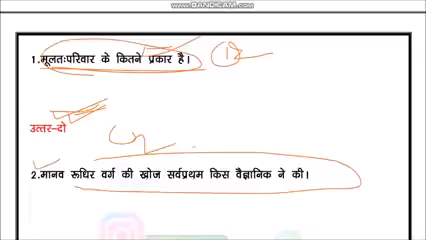 WWW.BANDICAM.COM
1.मूलतःपरिवार के कितने प्रकार है।
उत्तर-दो
2.मानव रूधिर वर्ग की खोज सर्वप्रथम किस वैज्ञानिक ने की।